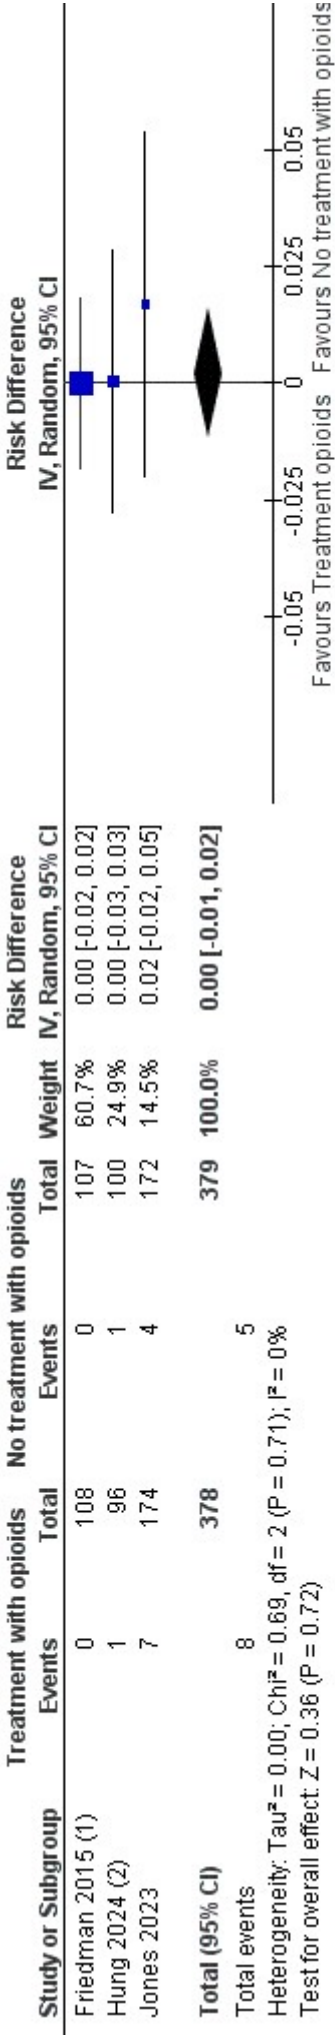 Treatment with opioids No treatment with opioids Risk Difference Risk Difference
Study or Subgroup Events Total Events Total Weight IV, Random, 95% CI IV, Random, 95% CI
Friedman 2015 (1) 0 108 0 107 60.7% 0.00 [-0.02, 0.02]
Hung 2024 (2) 1 96 1 100 24.9% 0.00 [-0.03, 0.03]
Jones 2023 7 174 4 172 14.5% 0.02 [-0.02, 0.05]
Total (95% CI) 378 379 100.0% 0.00 [-0.01, 0.02]
Total events 8 5
Heterogeneity: Tau² = 0.00; Chi² = 0.69, df = 2 (P = 0.71); I² = 0%
Test for overall effect: Z = 0.36 (P = 0.72)
-0.05 -0.025 0 0.025 0.05
Favours Treatment opioids Favours No treatment with opioids